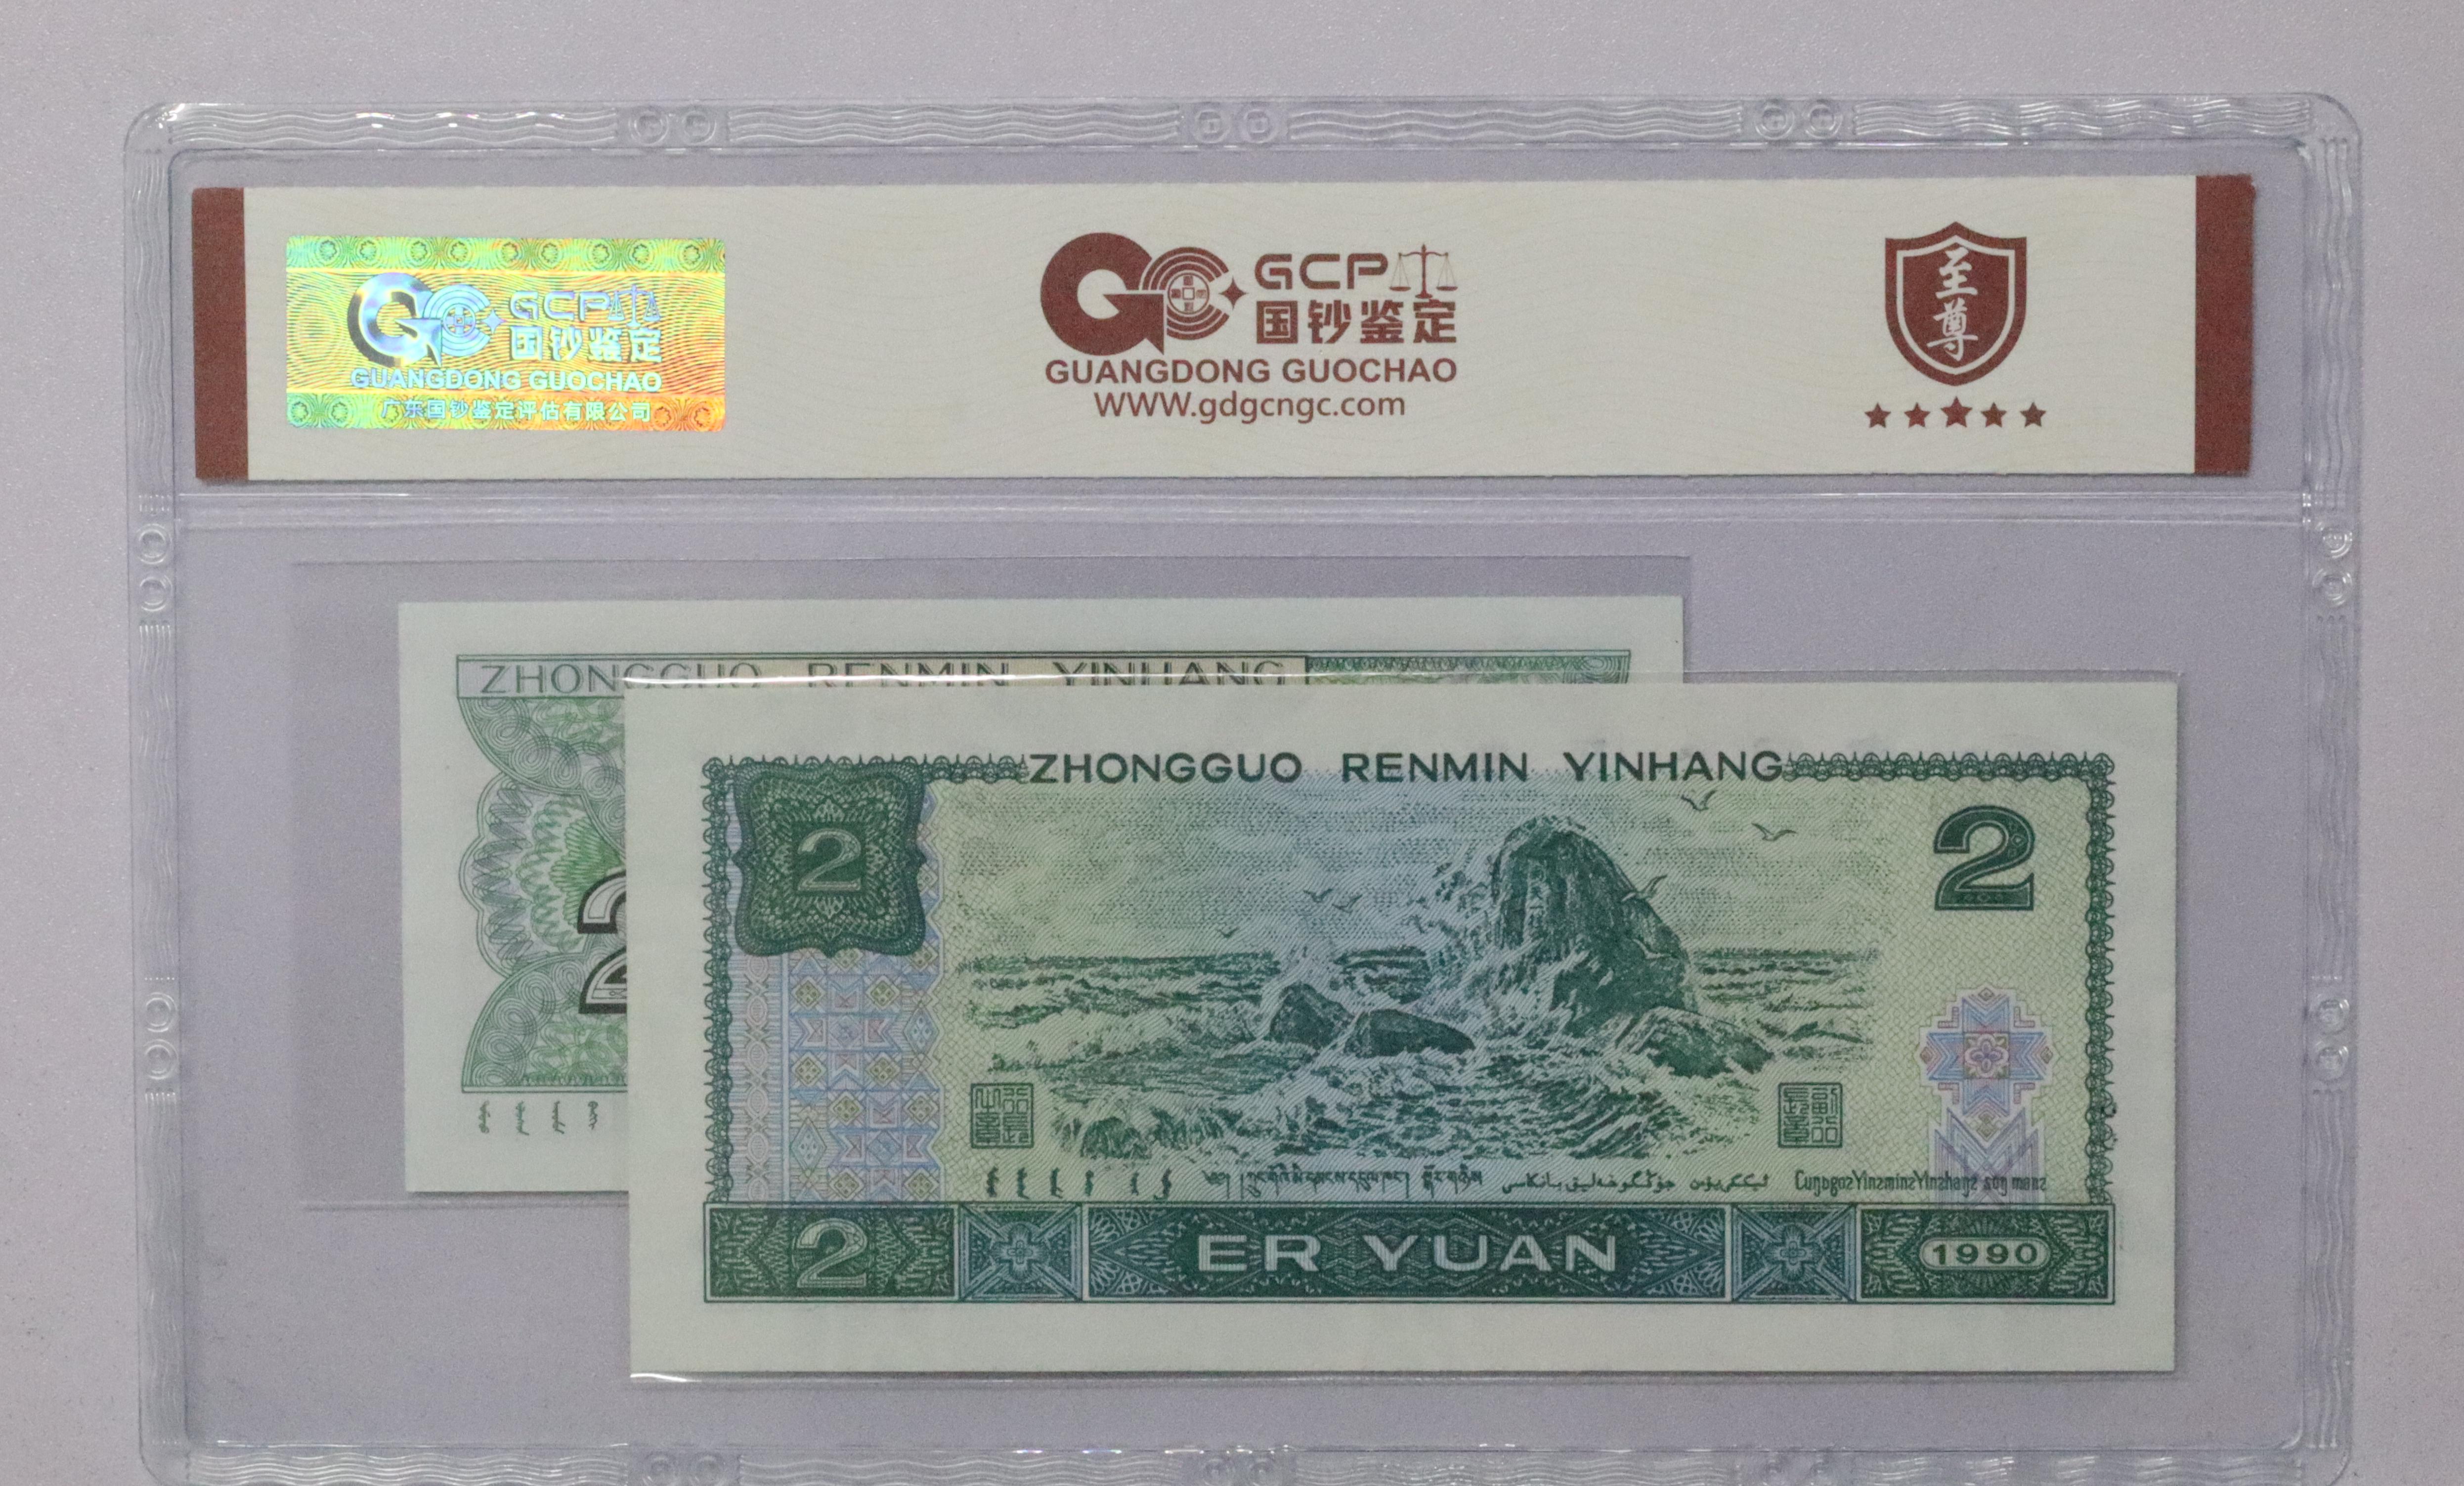 GCP
国钞鉴定
GUANGDONG GUOCHAO
广东国钞鉴定评估有限公司
GCP
国钞鉴定
GUANGDONG GUOCHAO
WWW.gdgcngc.com
至尊
ZHONGGUO RENMIN YINHANG
2
ZHONGGUO RENMIN YINHANG
2
2
2
ER YUAN
1990